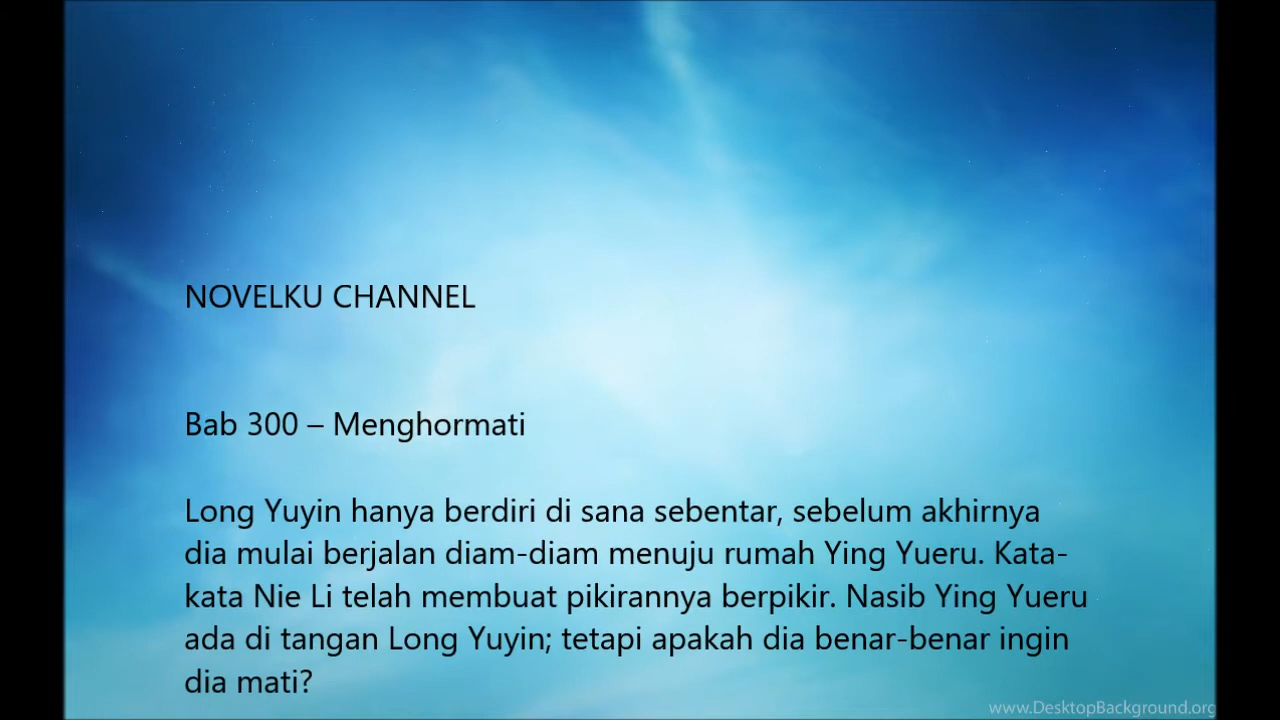 NOVELKU CHANNEL
Bab 300 – Menghormati
Long Yuyin hanya berdiri di sana sebentar, sebelum akhirnya
dia mulai berjalan diam-diam menuju rumah Ying Yueru. Kata-
kata Nie Li telah membuat pikirannya berpikir. Nasib Ying Yueru
ada di tangan Long Yuyin; tetapi apakah dia benar-benar ingin
dia mati?
www.DesktopBackground.org